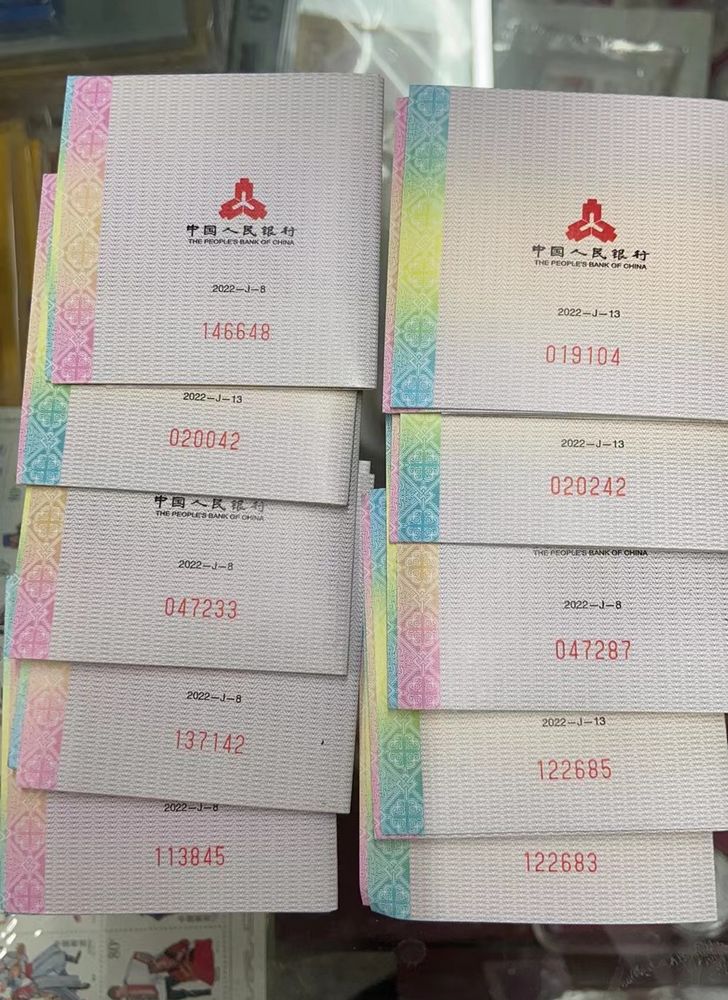 中国人民银行
THE PEOPLE'S BANK OF CHINA
2022-J-8
146648
2022-J-13
020042
中国人民银行
THE PEOPLE'S BANK OF CHINA
2022-J-8
047233
2022-J-8
137142
2022-J-8
113845
中国人民银行
THE PEOPLE'S BANK OF CHINA
2022-J-13
019104
2022-J-13
020242
THE PEOPLE'S BANK OF CHINA
2022-J-8
047287
2022-J-13
122685
122683